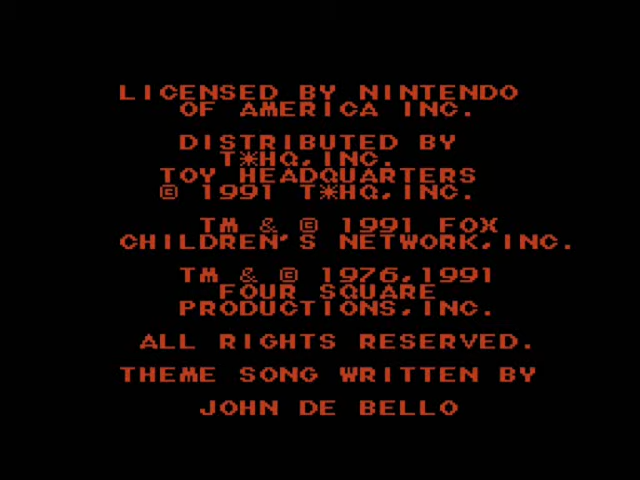 LICENSED BY NINTENDO
OF AMERICA INC.
DISTRIBUTED BY
T*HQ,INC.
TOY HEADQUARTERS
© 1991 T*HQ,INC.
TM & © 1991 FOX
CHILDREN'S NETWORK,INC.
TM & © 1976,1991
FOUR SQUARE
PRODUCTIONS,INC.
ALL RIGHTS RESERVED.
THEME SONG WRITTEN BY
JOHN DE BELLO